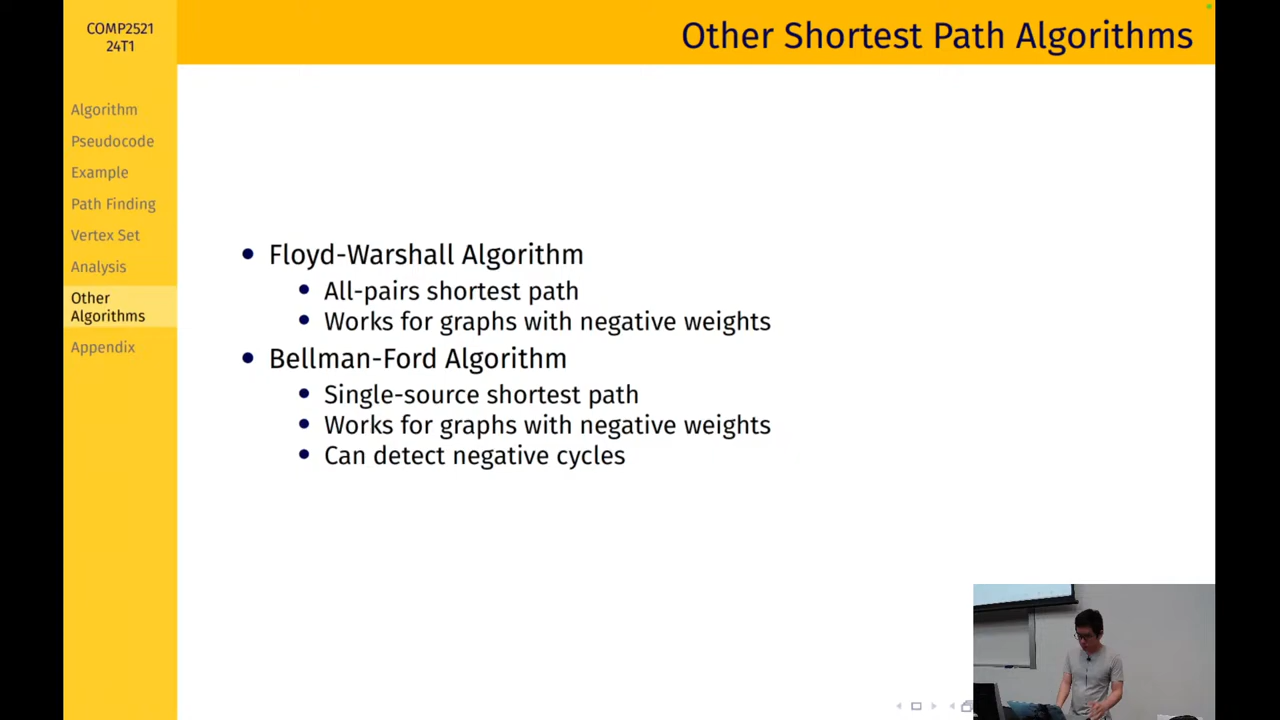 COMP2521
24T1
Other Shortest Path Algorithms
Algorithm
Pseudocode
Example
Path Finding
Vertex Set
Analysis
Other
Algorithms
Appendix
• Floyd-Warshall Algorithm
• All-pairs shortest path
• Works for graphs with negative weights
• Bellman-Ford Algorithm
• Single-source shortest path
• Works for graphs with negative weights
• Can detect negative cycles